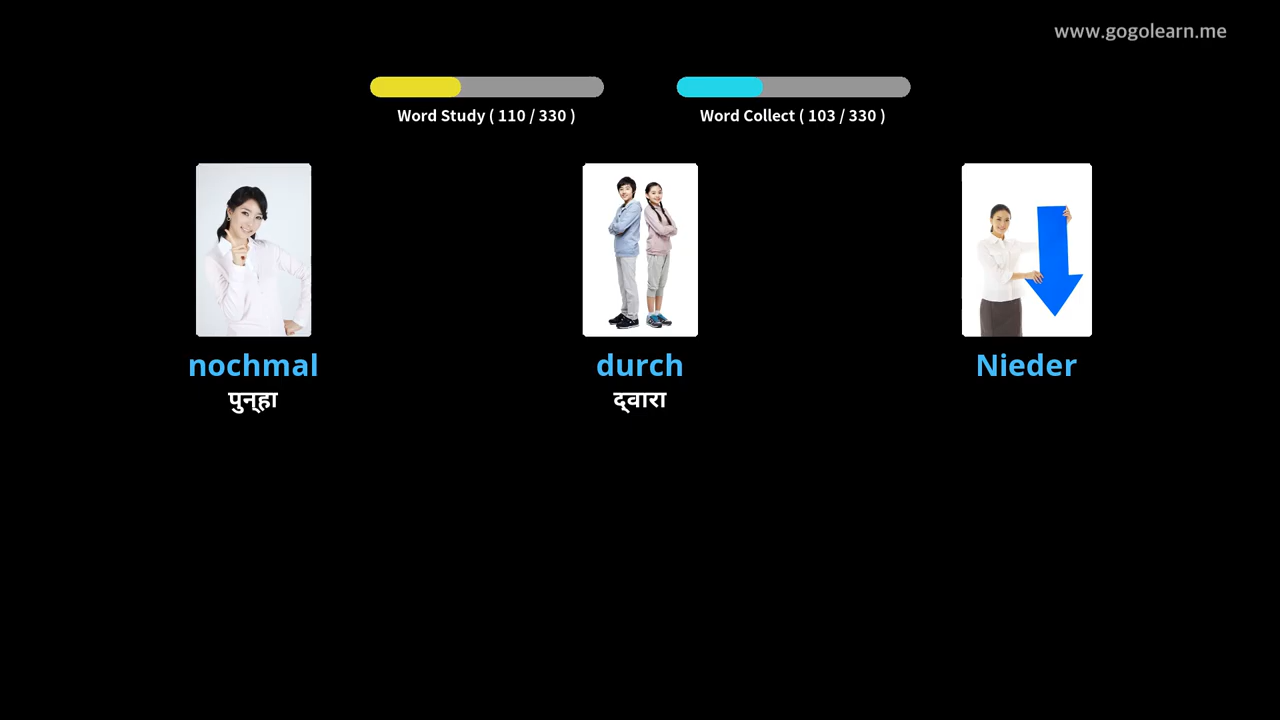 www.gogolearn.me
Word Study ( 110 / 330 )
Word Collect ( 103 / 330 )
nochmal
durch
Nieder
पुन्हा
द्वारा